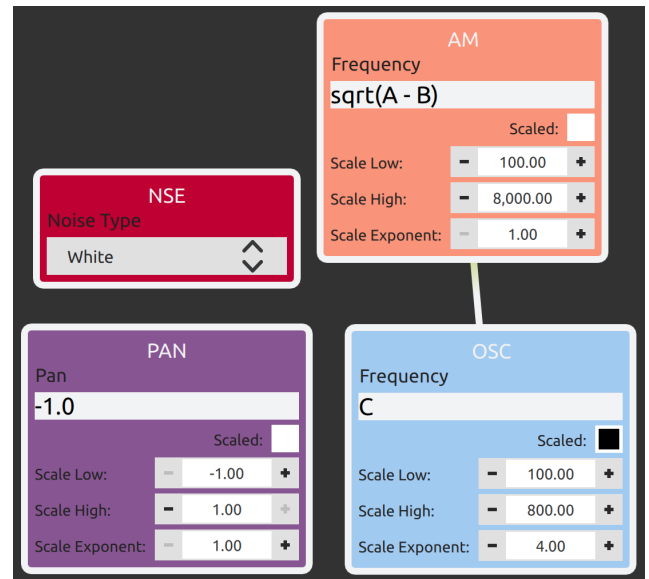 AM
Frequency
sqrt(A - B)
Scaled:
Scale Low: - 100.00 +
Scale High: - 8,000.00 +
Scale Exponent: - 1.00 +
NSE
Noise Type
White
PAN
Pan
-1.0
Scaled:
Scale Low: - -1.00 +
Scale High: - 1.00 +
Scale Exponent: - 1.00 +
OSC
Frequency
C
Scaled:
Scale Low: - 100.00 +
Scale High: - 800.00 +
Scale Exponent: - 4.00 +